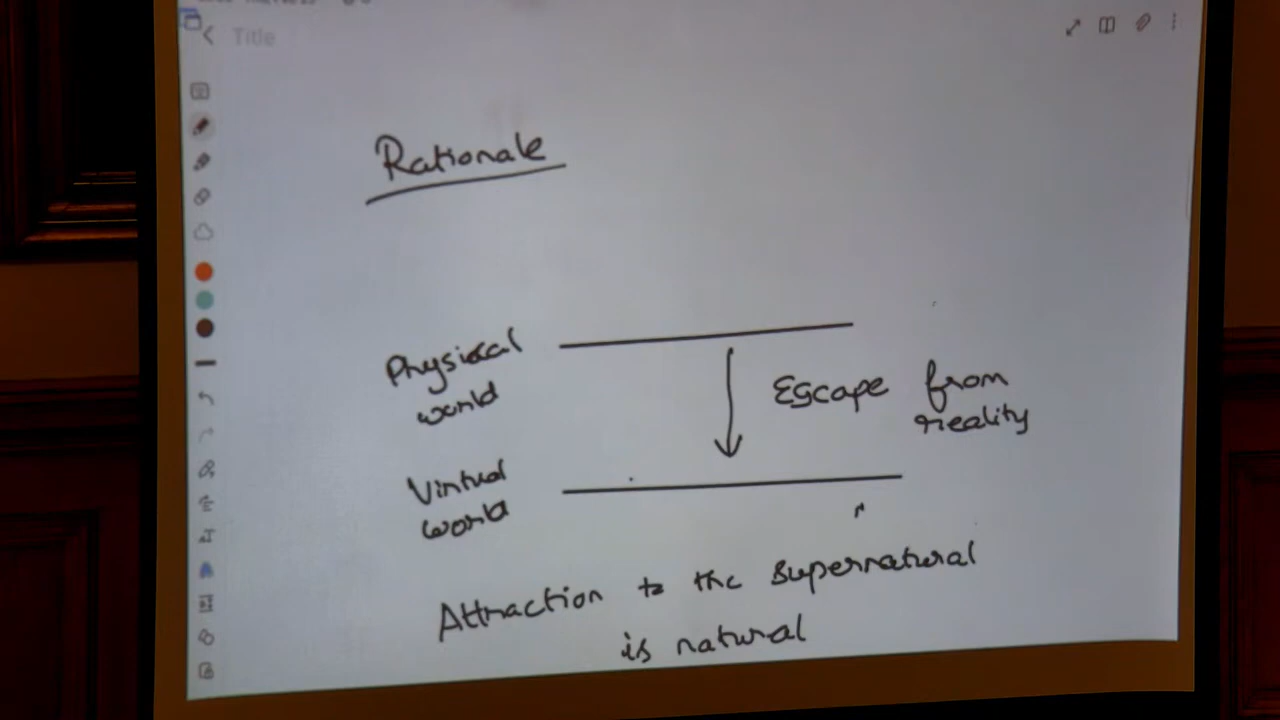 Title
Rationale
Physical
world
Escape from
reality
Virtual
world
Attraction to the supernatural
is natural